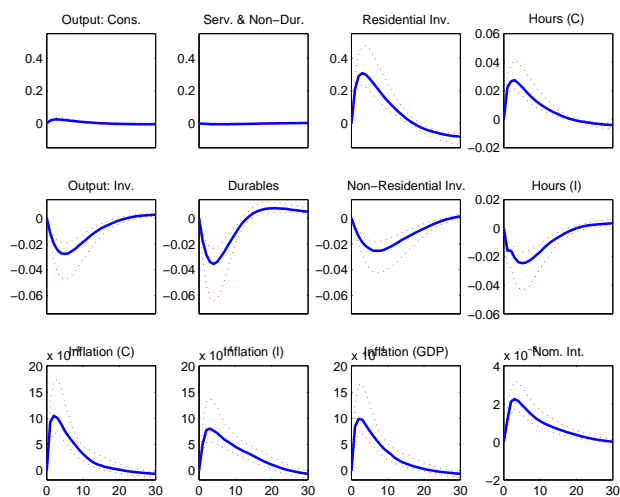 Output: Cons. Serv. & Non−Dur. Residential Inv. Hours (C)
0.4 0.4 0.4 0.06
0.2 0.2 0.2 0.04
0 0 0 0.02
0
−0.02
Output: Inv. Durables Non−Residential Inv. Hours (I)
0 0 0 0.02
−0.02 −0.02 −0.02 0
−0.04 −0.04 −0.04 −0.02
−0.06 −0.06 −0.06 −0.04
−0.06
Inflation (C) Inflation (I) Inflation (GDP) Nom. Int.
x 10 x 10 x 10 x 10
20 20 20 4
15 15 15 2
10 10 10 0
5 5 5 −2
0 0 0
0 10 20 30 0 10 20 30 0 10 20 30 0 10 20 30